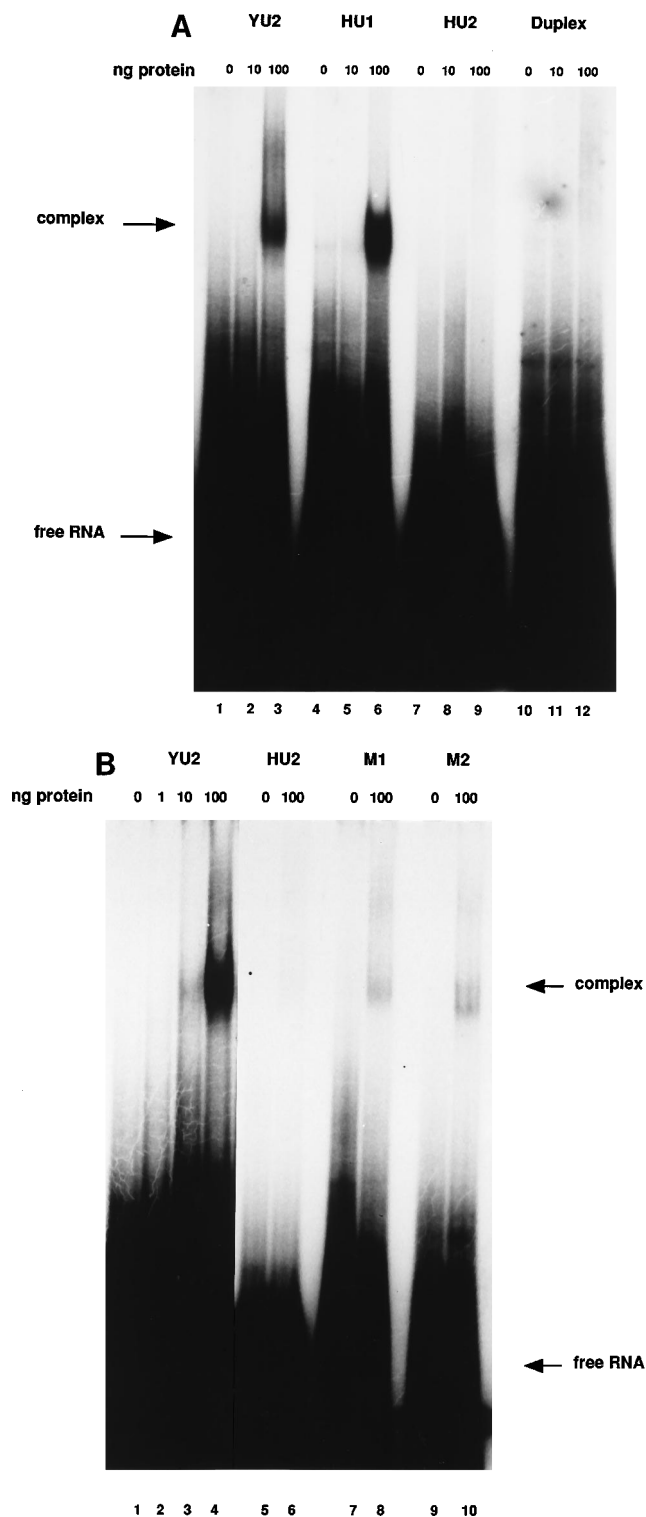 A YU2 HU1 HU2 Duplex
ng protein 0 10 100 0 10 100 0 10 100 0 10 100
complex
free RNA
1 2 3 4 5 6 7 8 9 10 11 12
B YU2 HU2 M1 M2
ng protein 0 1 10 100 0 100 0 100 0 100
complex
free RNA
1 2 3 4 5 6 7 8 9 10